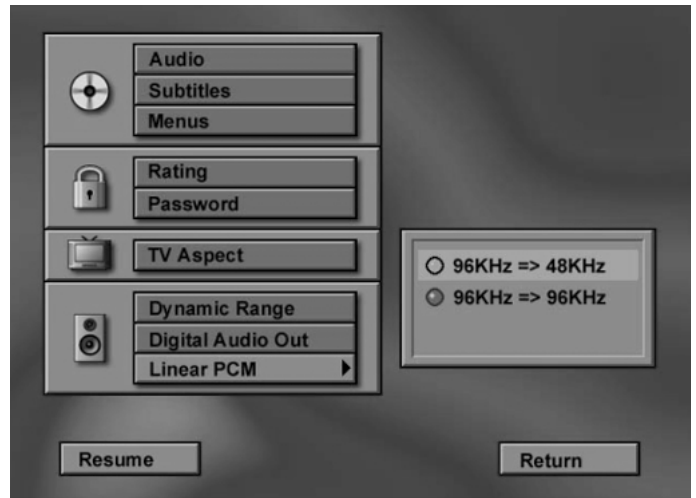 Audio
Subtitles
Menus
Rating
Password
TV Aspect
Dynamic Range
Digital Audio Out
Linear PCM
96KHz => 48KHz
96KHz => 96KHz
Resume
Return